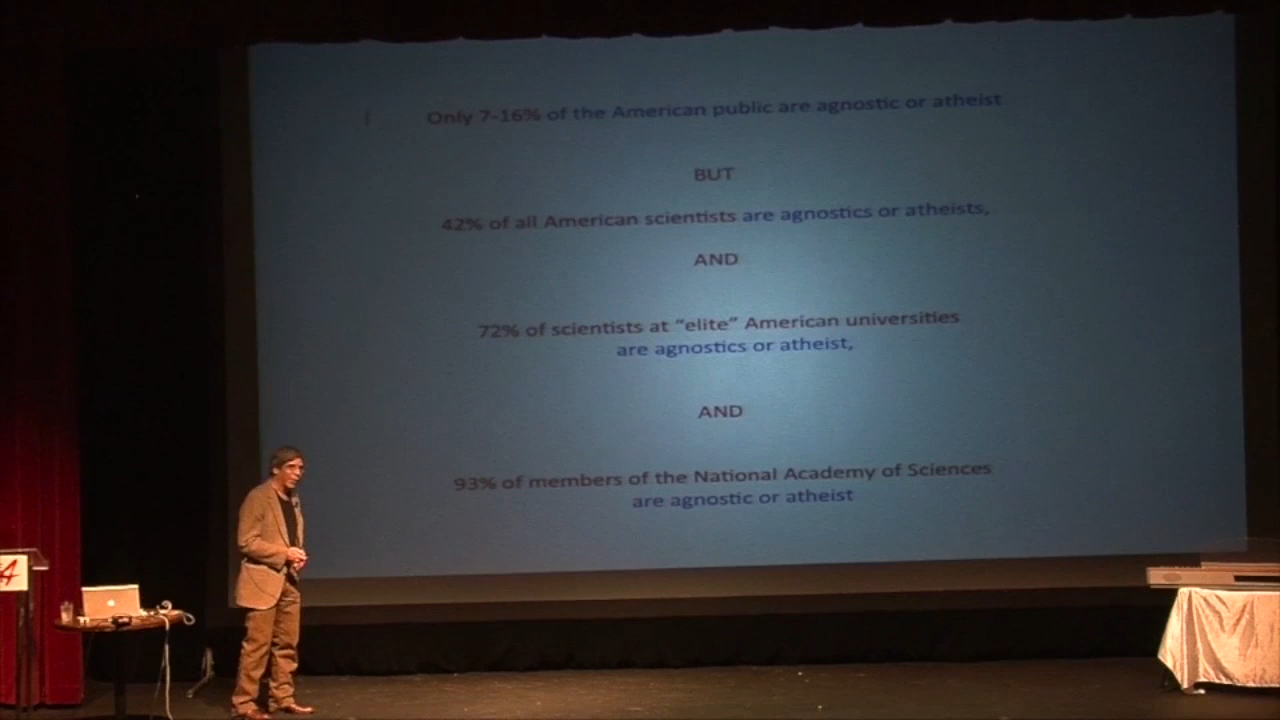 Only 7-16% of the American public are agnostic or atheist
BUT
42% of all American scientists are agnostics or atheists,
AND
72% of scientists at “elite” American universities
are agnostics or atheist,
AND
93% of members of the National Academy of Sciences
are agnostic or atheist
A